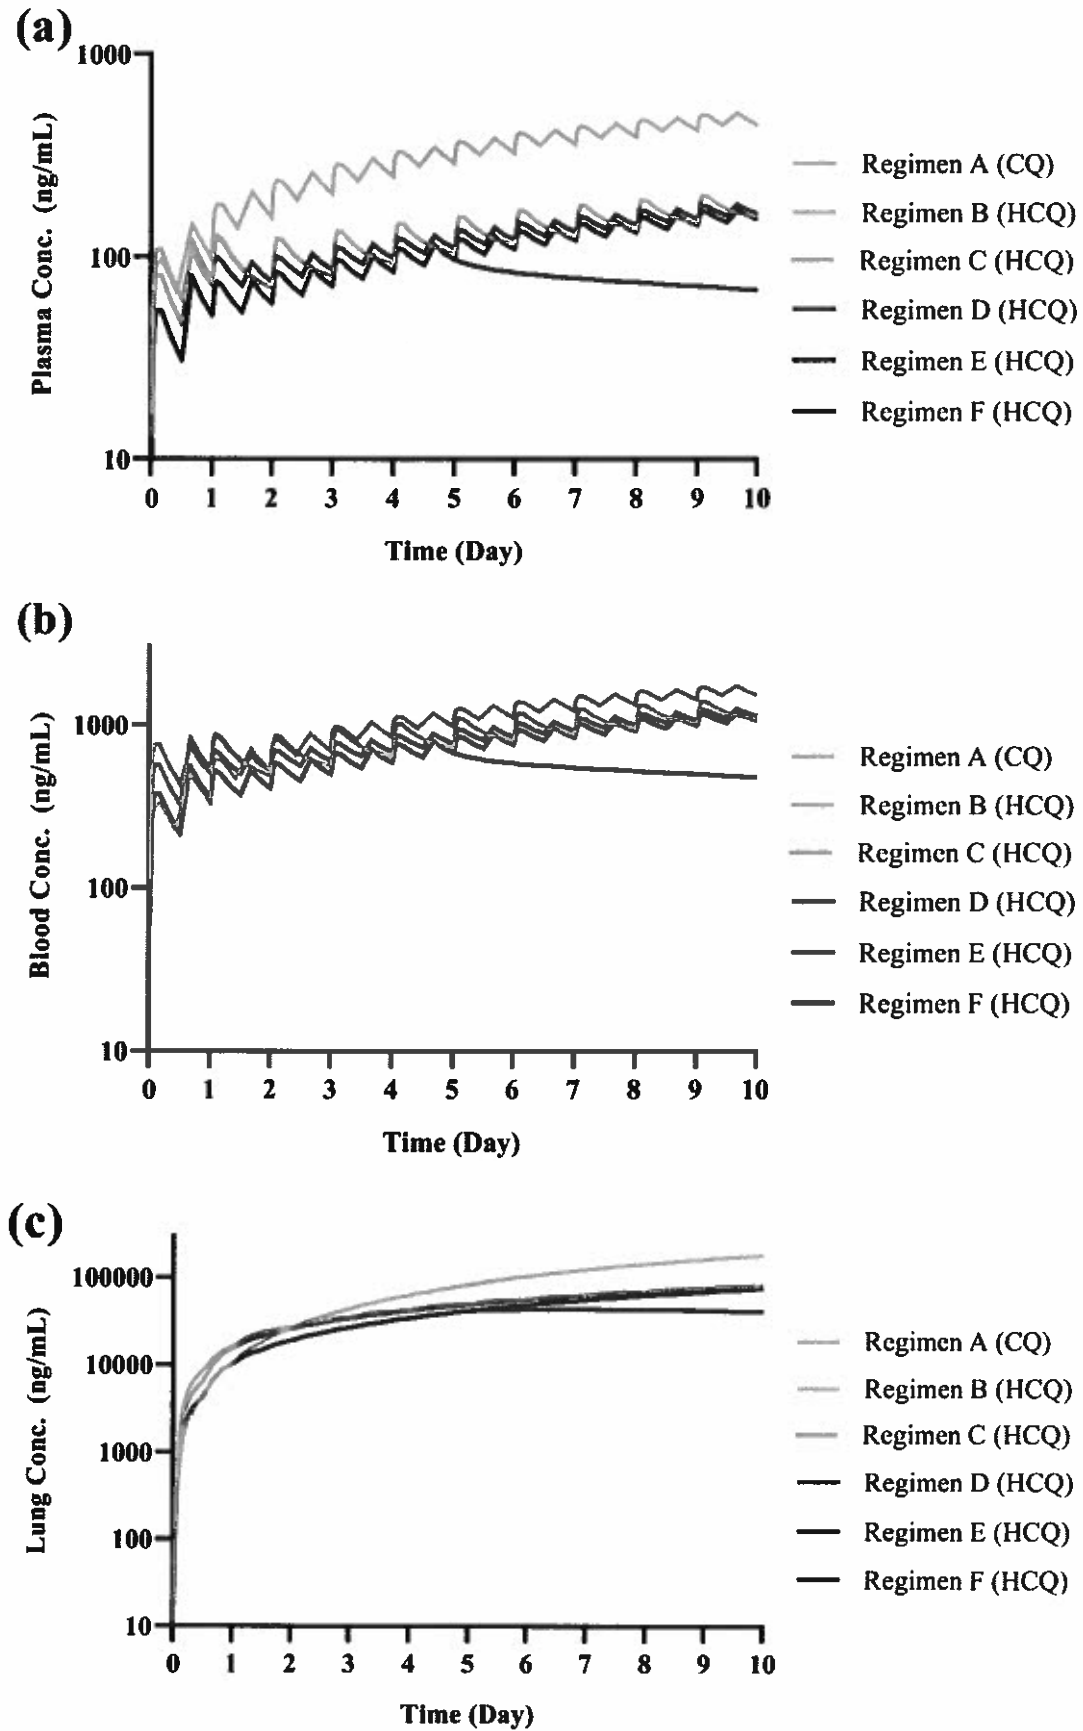 (a)
1000
100
10
Plasma Conc. (ng/mL)
0 1 2 3 4 5 6 7 8 9 10
Time (Day)
Regimen A (CQ)
Regimen B (HCQ)
Regimen C (HCQ)
Regimen D (HCQ)
Regimen E (HCQ)
Regimen F (HCQ)
(b)
1000
100
10
Blood Conc. (ng/mL)
0 1 2 3 4 5 6 7 8 9 10
Time (Day)
Regimen A (CQ)
Regimen B (HCQ)
Regimen C (HCQ)
Regimen D (HCQ)
Regimen E (HCQ)
Regimen F (HCQ)
(c)
100000
10000
1000
100
10
Lung Conc. (ng/mL)
0 1 2 3 4 5 6 7 8 9 10
Time (Day)
Regimen A (CQ)
Regimen B (HCQ)
Regimen C (HCQ)
Regimen D (HCQ)
Regimen E (HCQ)
Regimen F (HCQ)